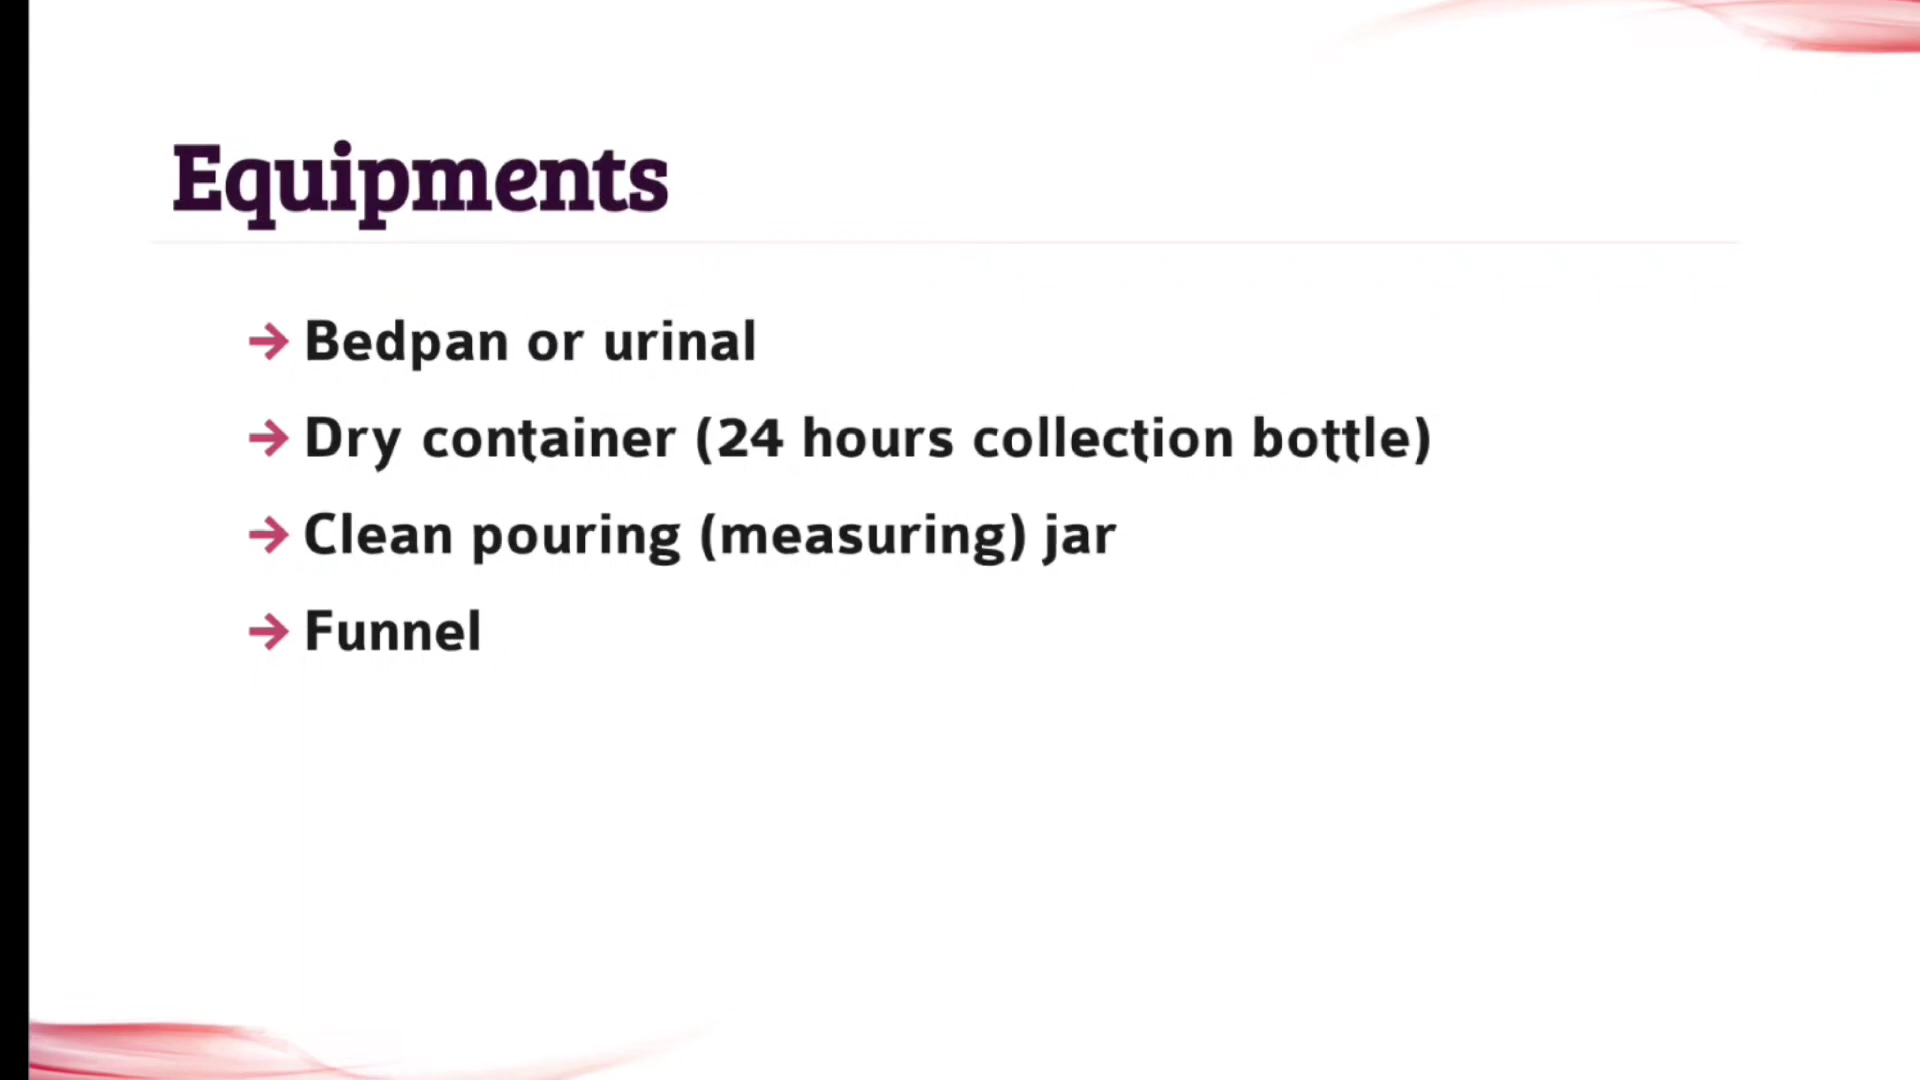 Equipments
→ Bedpan or urinal
→ Dry container (24 hours collection bottle)
→ Clean pouring (measuring) jar
→ Funnel